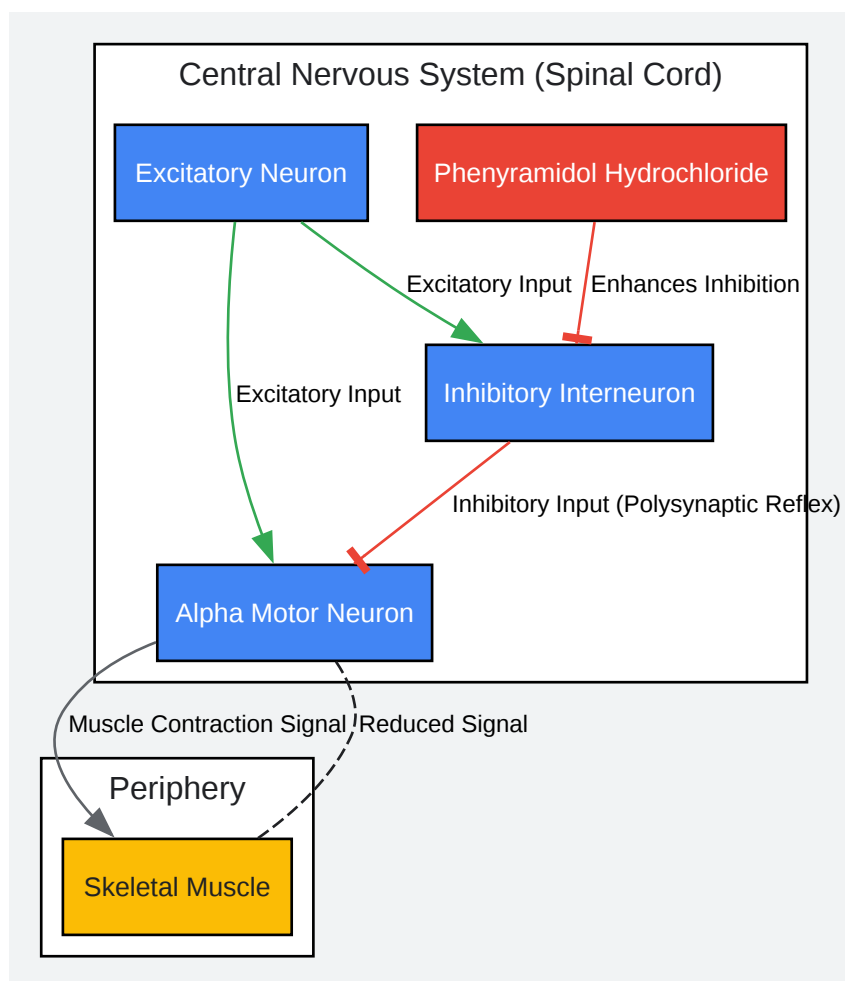 Central Nervous System (Spinal Cord)
Excitatory Neuron
Phenyramidol Hydrochloride
Excitatory Input
Enhances Inhibition
Excitatory Input
Inhibitory Interneuron
Inhibitory Input (Polysynaptic Reflex)
Alpha Motor Neuron
Muscle Contraction Signal
Reduced Signal
Periphery
Skeletal Muscle